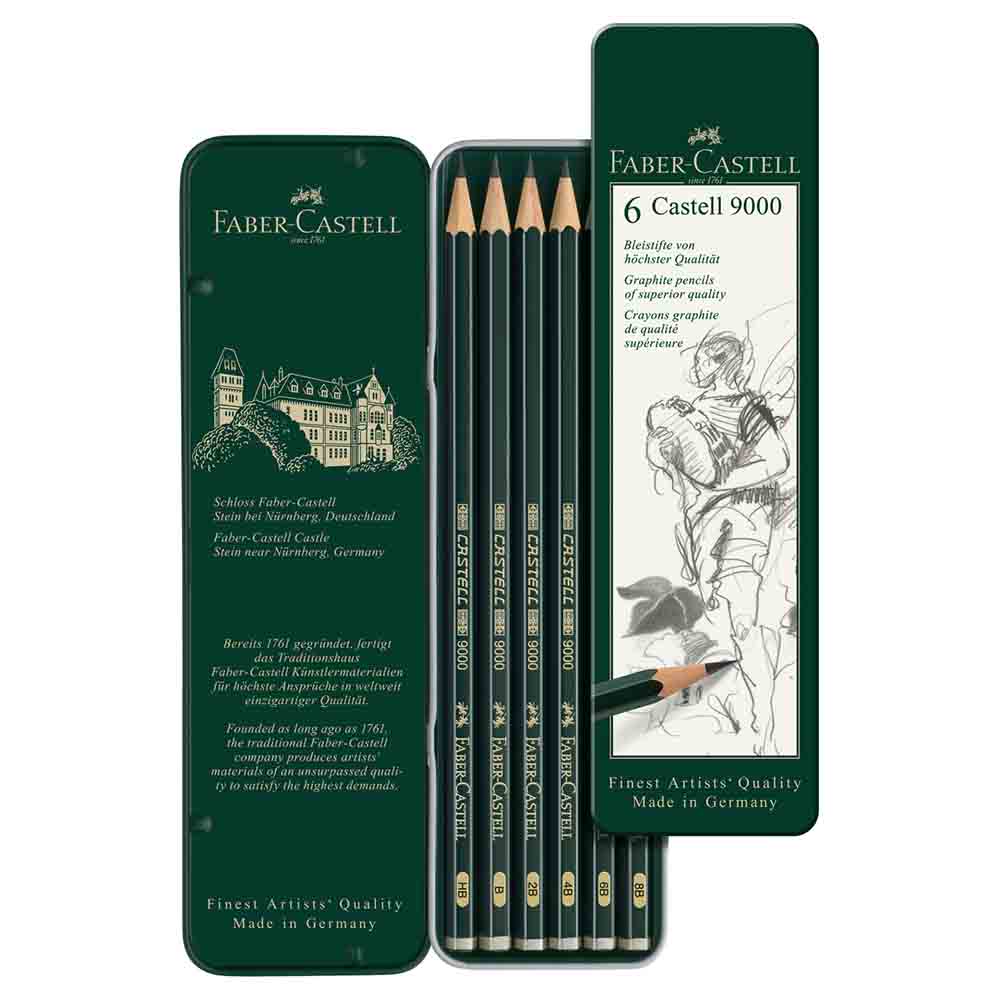 FABER-CASTELL
since 1761
Schloss Faber-Castell
Stein bei Nürnberg, Deutschland
Faber-Castell Castle
Stein near Nürnberg, Germany
Bereits 1761 gegründet, fertigt
das Traditionshaus
Faber-Castell Künstlermaterialien
für höchste Ansprüche in weltweit
einzigartiger Qualität.
Founded as long ago as 1761,
the traditional Faber-Castell
company produces artists'
materials of an unsurpassed quali-
ty to satisfy the highest demands.
Finest Artists' Quality
Made in Germany
CASTELL 9000
FABER-CASTELL
HB
CASTELL 9000
FABER-CASTELL
B
CASTELL 9000
FABER-CASTELL
2B
CASTELL 9000
FABER-CASTELL
4B
6B
8B
FABER-CASTELL
since 1761
6 Castell 9000
Bleistifte von
höchster Qualität
Graphite pencils
of superior quality
Crayons graphite
de qualité
supérieure
Finest Artists' Quality
Made in Germany